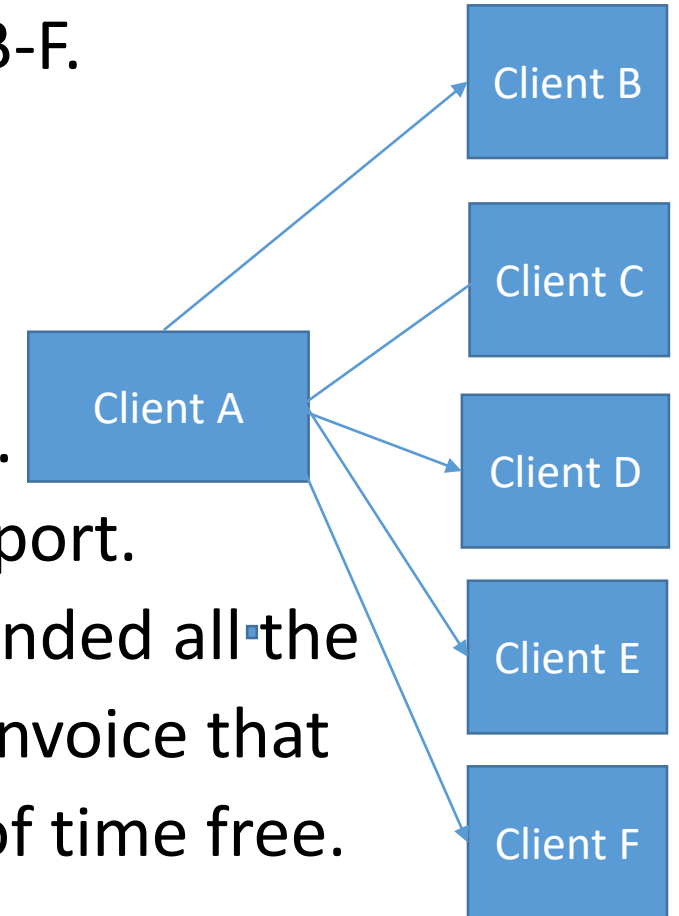 B-F.
Client B
Client C
Client A
.
port.
Client D
nded all the
Client E
nvoice that
of time free.
Client F